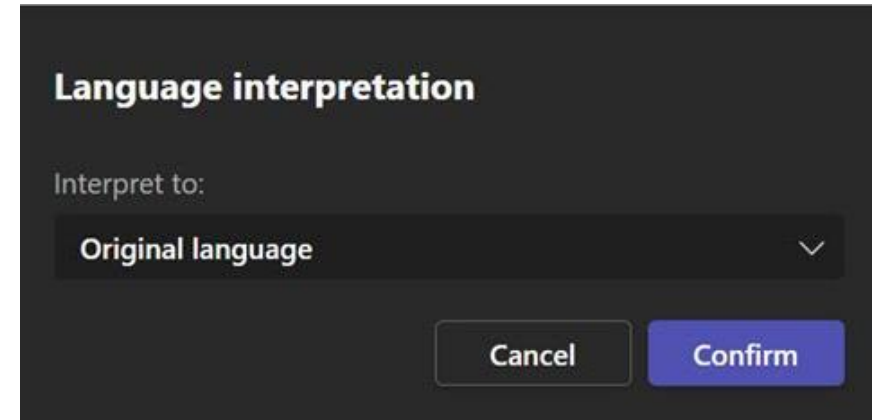 Language interpretation
Interpret to:
Original language
Cancel Confirm